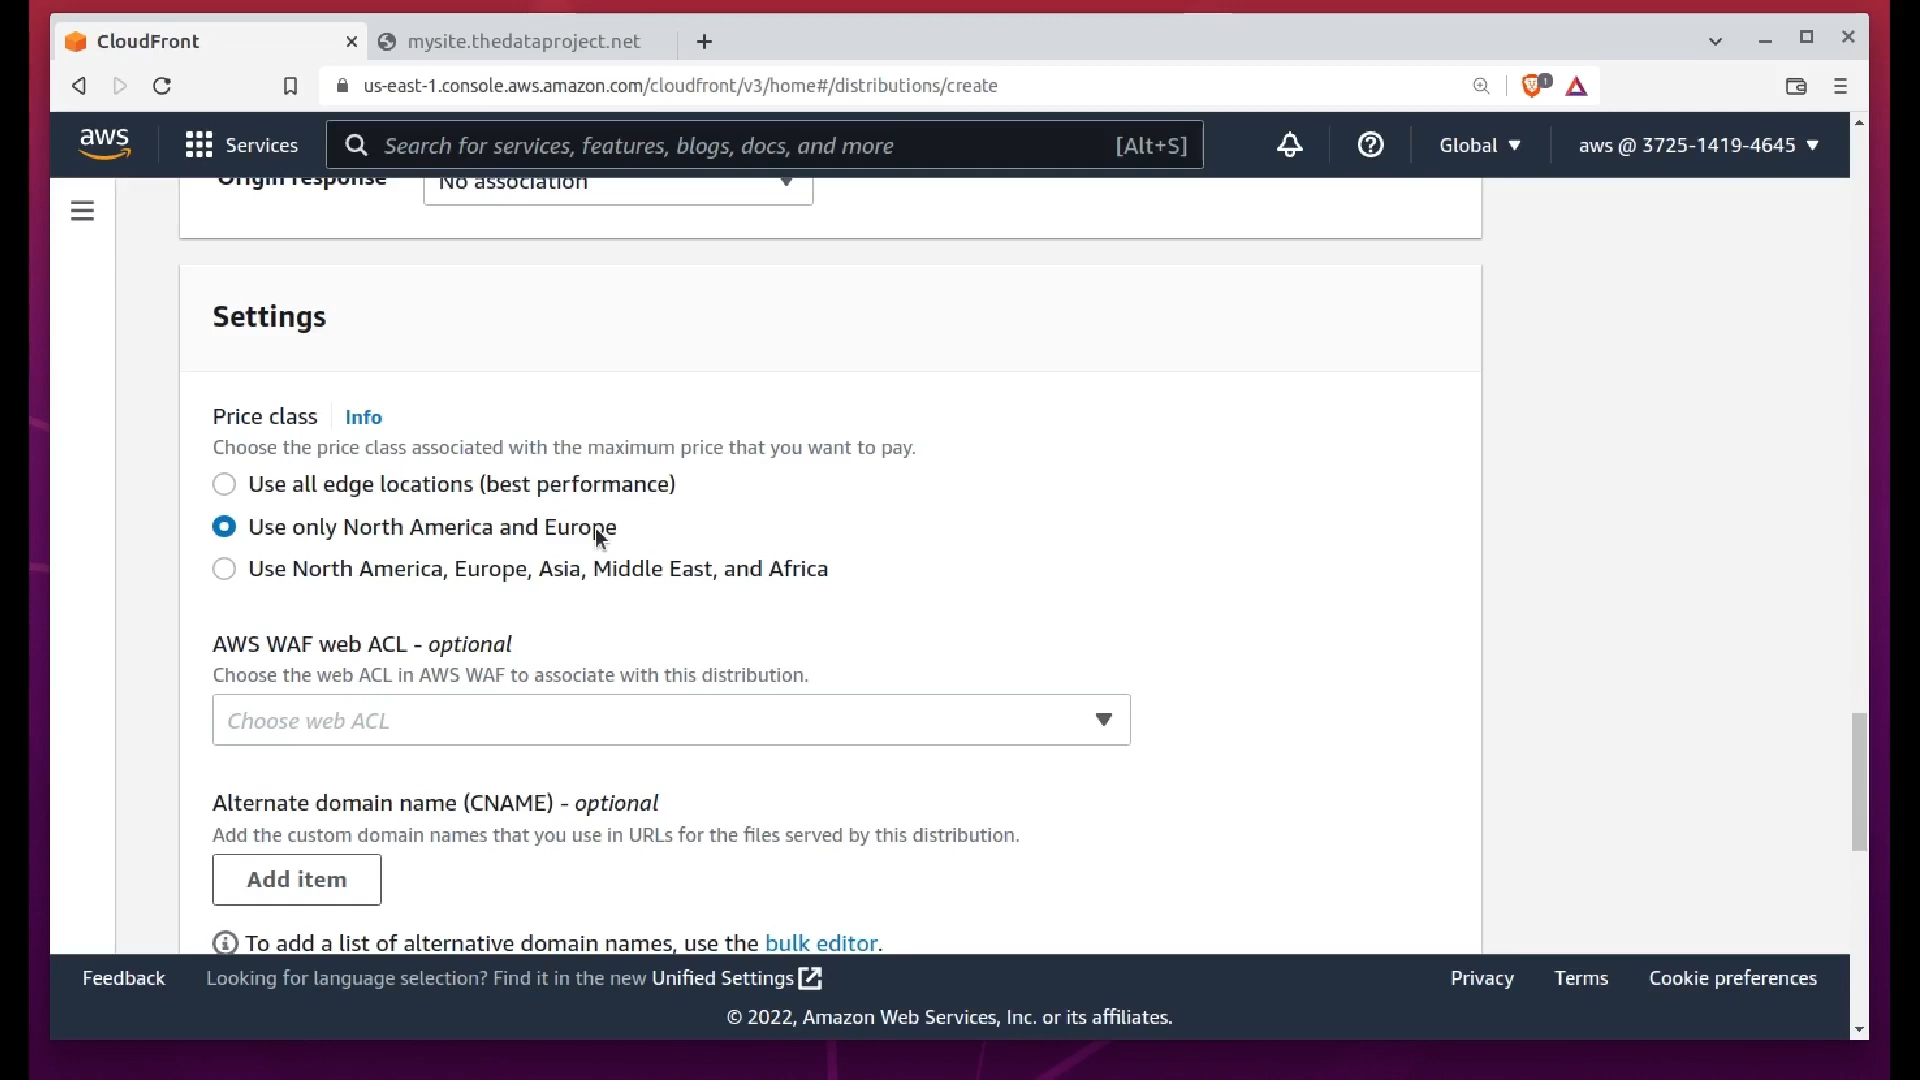 CloudFront
mysite.thedataproject.net
us-east-1.console.aws.amazon.com/cloudfront/v3/home#/distributions/create
1
aws
Services
Search for services, features, blogs, docs, and more
[Alt+S]
Global
aws @ 3725-1419-4645
Origin response
No association
Settings
Price class
Info
Choose the price class associated with the maximum price that you want to pay.
Use all edge locations (best performance)
Use only North America and Europe
Use North America, Europe, Asia, Middle East, and Africa
AWS WAF web ACL - optional
Choose the web ACL in AWS WAF to associate with this distribution.
Choose web ACL
Alternate domain name (CNAME) - optional
Add the custom domain names that you use in URLs for the files served by this distribution.
Add item
To add a list of alternative domain names, use the bulk editor.
Feedback
Looking for language selection? Find it in the new Unified Settings
Privacy
Terms
Cookie preferences
© 2022, Amazon Web Services, Inc. or its affiliates.